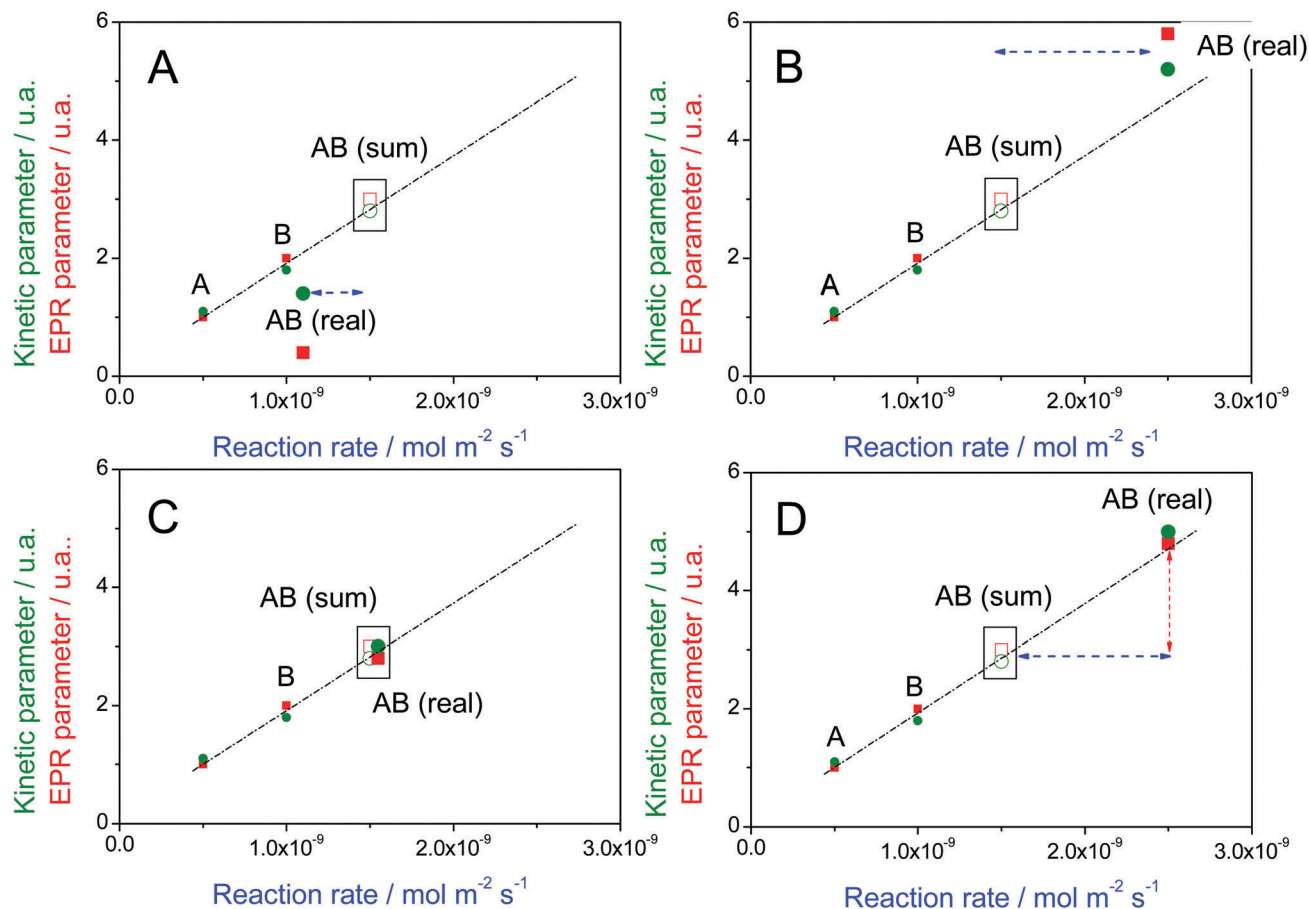 A
Kinetic parameter / u.a.
EPR parameter / u.a.
6
4
2
0
AB (sum)
B
A
AB (real)
0.0
1.0x10⁻⁹
2.0x10⁻⁹
3.0x10⁻⁹
Reaction rate / mol m⁻² s⁻¹
B
Kinetic parameter / u.a.
EPR parameter / u.a.
6
4
2
0
AB (real)
AB (sum)
B
A
0.0
1.0x10⁻⁹
2.0x10⁻⁹
3.0x10⁻⁹
Reaction rate / mol m⁻² s⁻¹
C
Kinetic parameter / u.a.
EPR parameter / u.a..
6
4
2
0
AB (sum)
B
AB (real)
0.0
1.0x10⁻⁹
2.0x10⁻⁹
3.0x10⁻⁹
Reaction rate / mol m⁻² s⁻¹
D
Kinetic parameter / u.a.
EPR parameter / u.a.
6
4
2
0
AB (real)
AB (sum)
B
A
0.0
1.0x10⁻⁹
2.0x10⁻⁹
3.0x10⁻⁹
Reaction rate / mol m⁻² s⁻¹